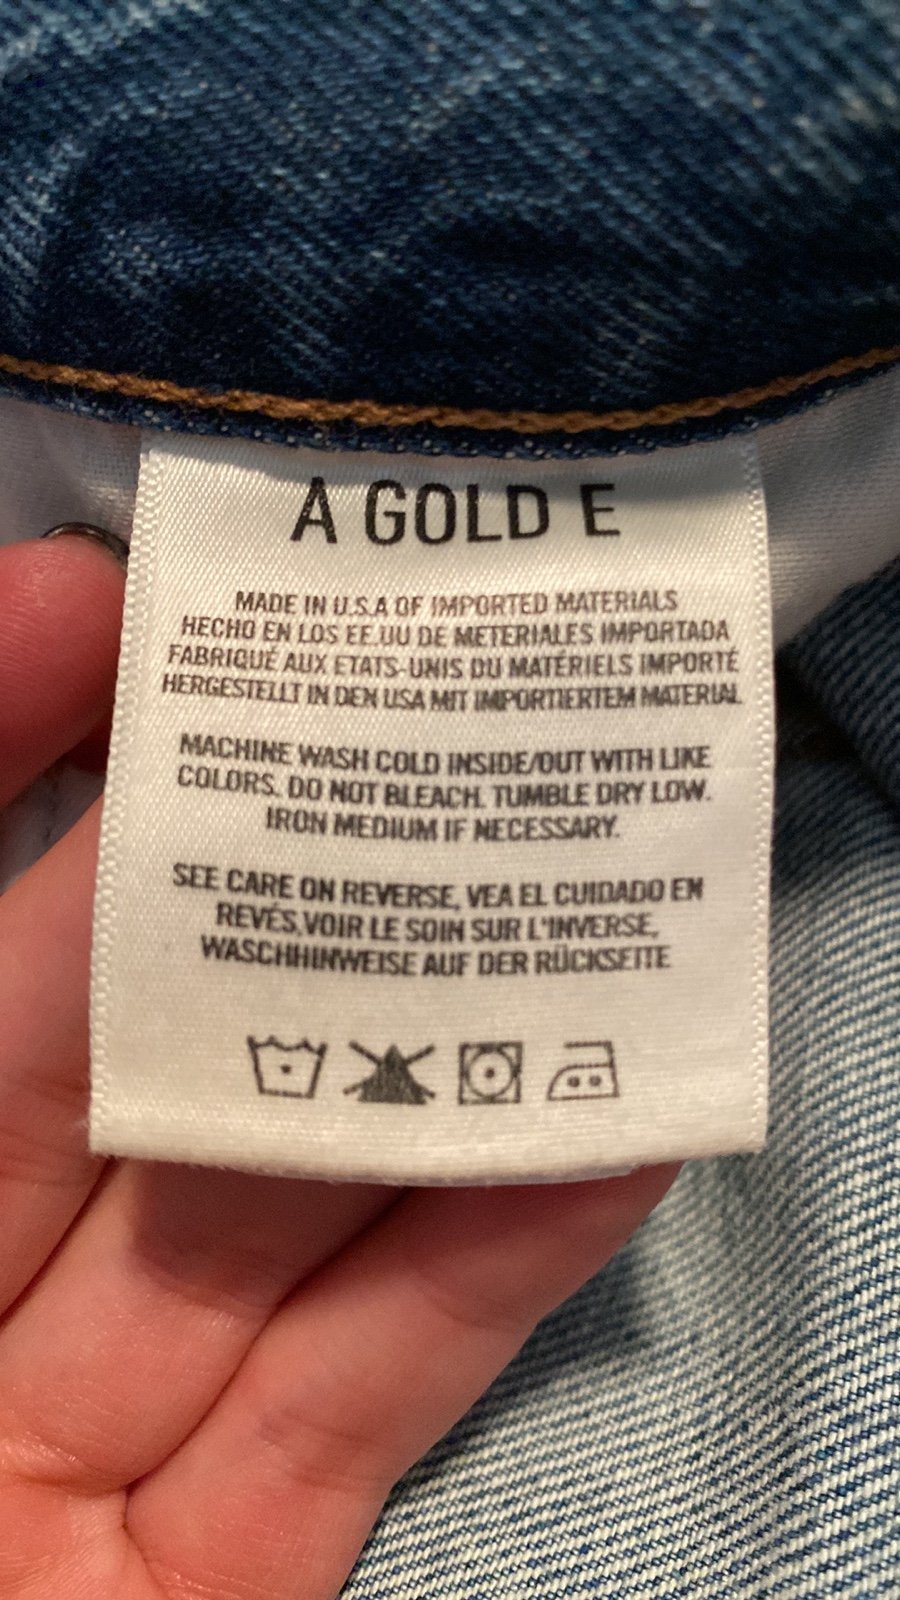 A GOLD E
MADE IN U.S.A OF IMPORTED MATERIALS
HECHO EN LOS EE.UU DE METERIALES IMPORTADA
FABRIQUÉ AUX ETATS-UNIS DU MATÉRIELS IMPORTÉ
HERGESTELLT IN DEN USA MIT IMPORTIERTEM MATERIAL
MACHINE WASH COLD INSIDE/OUT WITH LIKE
COLORS. DO NOT BLEACH. TUMBLE DRY LOW.
IRON MEDIUM IF NECESSARY.
SEE CARE ON REVERSE, VEA EL CUIDADO EN
REVÉS,VOIR LE SOIN SUR L'INVERSE,
WASCHHINWEISE AUF DER RÜCKSEITE